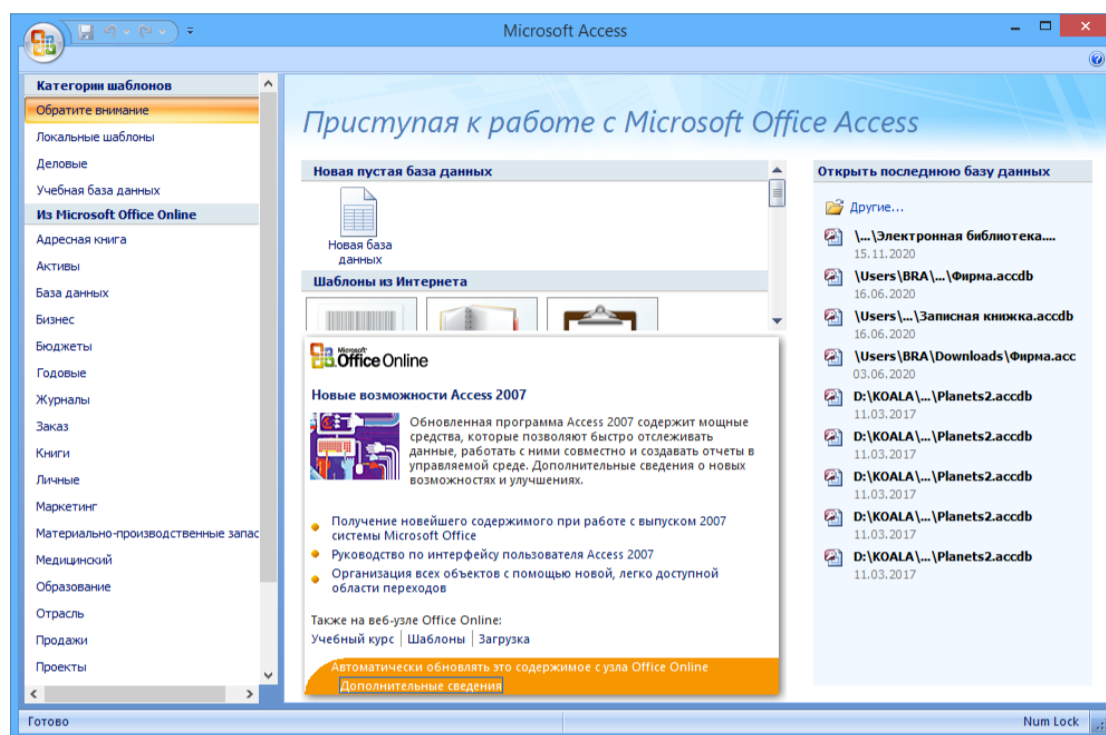 Microsoft Access
Категории шаблонов
Обратите внимание
Локальные шаблоны
Деловые
Учебная база данных
Из Microsoft Office Online
Адресная книга
Активы
База данных
Бизнес
Бюджеты
Годовые
Журналы
Заказ
Книги
Личные
Маркетинг
Материально-производственные запас
Медицинский
Образование
Отрасль
Продажи
Проекты
Приступая к работе с Microsoft Office Access
Новая пустая база данных
Новая база
данных
Шаблоны из Интернета
Microsoft
Office Online
Новые возможности Access 2007
Обновленная программа Access 2007 содержит мощные
средства, которые позволяют быстро отслеживать
данные, работать с ними совместно и создавать отчеты в
управляемой среде. Дополнительные сведения о новых
возможностях и улучшениях.
Получение новейшего содержимого при работе с выпуском 2007
системы Microsoft Office
Руководство по интерфейсу пользователя Access 2007
Организация всех объектов с помощью новой, легко доступной
области переходов
Также на веб-узле Office Online:
Учебный курс | Шаблоны | Загрузка
Автоматически обновлять это содержимое с узла Office Online
Дополнительные сведения
Открыть последнюю базу данных
Другие...
\...\Электронная библиотека....
15.11.2020
\Users\BRA\...\Фирма.accdb
16.06.2020
\Users\...\Записная книжка.accdb
16.06.2020
\Users\BRA\Downloads\Фирма.acc
03.06.2020
D:\KOALA\...\Planets2.accdb
11.03.2017
D:\KOALA\...\Planets2.accdb
11.03.2017
D:\KOALA\...\Planets2.accdb
11.03.2017
D:\KOALA\...\Planets2.accdb
11.03.2017
D:\KOALA\...\Planets2.accdb
11.03.2017
Готово
Num Lock